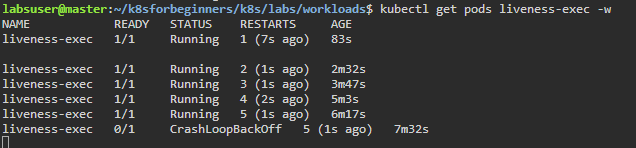 labsuser@master:~/k8sforbeginners/k8s/labs/workloads$ kubectl get pods liveness-exec -w
NAME            READY   STATUS    RESTARTS     AGE
liveness-exec   1/1     Running   1 (7s ago)   83s

liveness-exec   1/1     Running   2 (1s ago)   2m32s
liveness-exec   1/1     Running   3 (1s ago)   3m47s
liveness-exec   1/1     Running   4 (2s ago)   5m3s
liveness-exec   1/1     Running   5 (1s ago)   6m17s
liveness-exec   0/1     CrashLoopBackOff   5 (1s ago)   7m32s